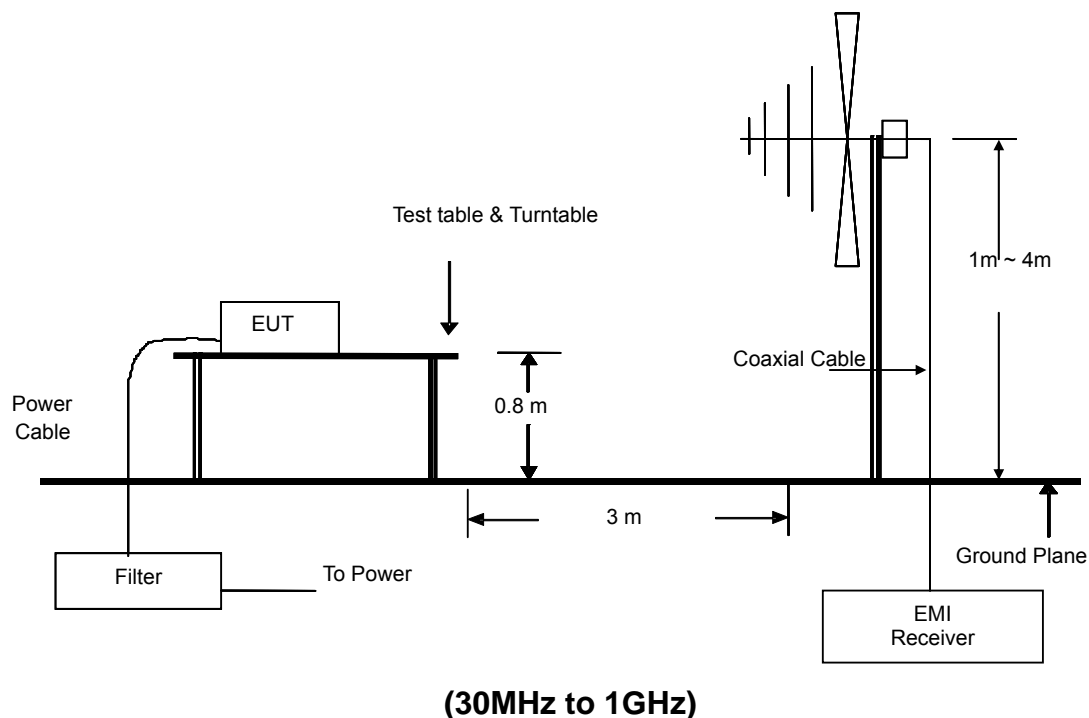 Test table & Turntable
1m ~ 4m
EUT
Coaxial Cable
Power
Cable
0.8 m
3 m
Ground Plane
Filter
To Power
EMI
Receiver
(30MHz to 1GHz)